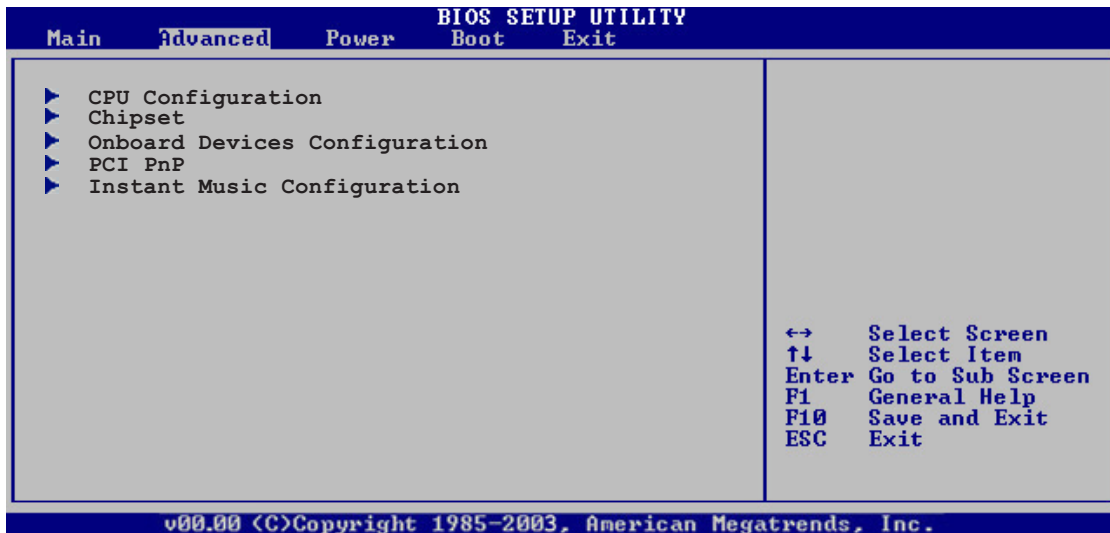 BIOS SETUP UTILITY
Main Advanced Power Boot Exit
CPU Configuration
Chipset
Onboard Devices Configuration
PCI PnP
Instant Music Configuration
←→ Select Screen
↑↓ Select Item
Enter Go to Sub Screen
F1 General Help
F10 Save and Exit
ESC Exit
v00.00 (C)Copyright 1985-2003, American Megatrends, Inc.